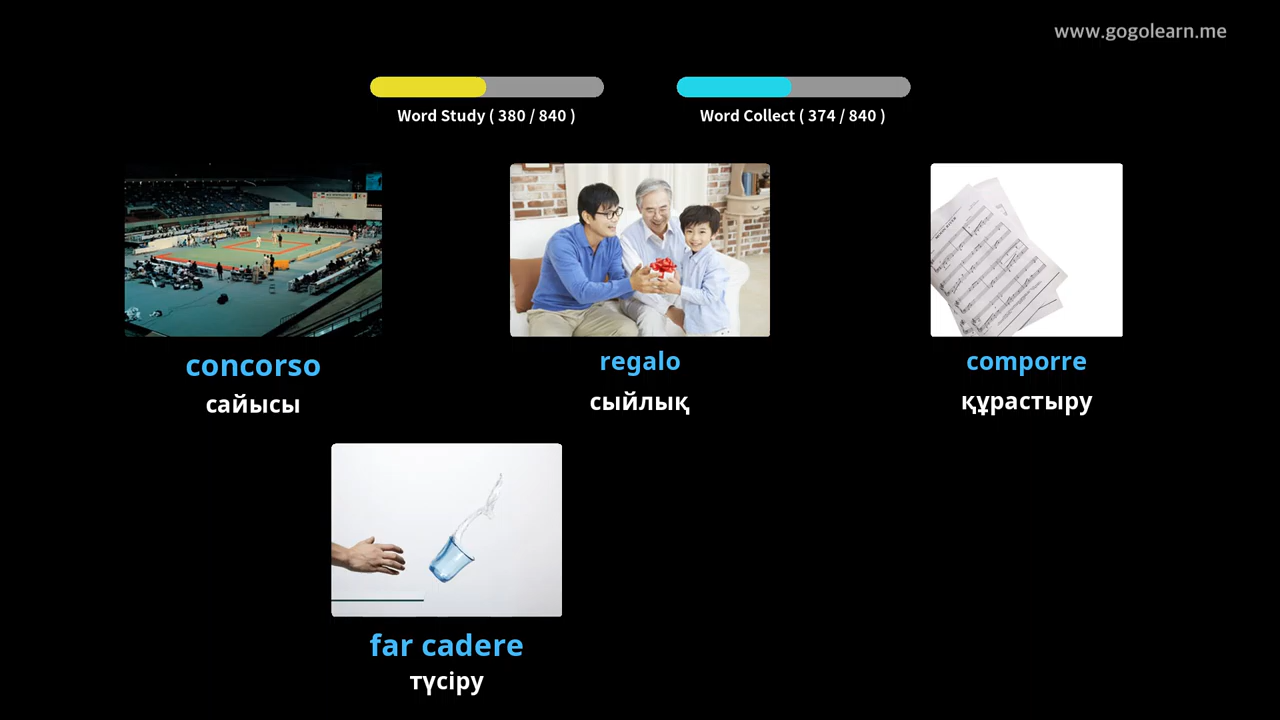 www.gogolearn.me
Word Study ( 380 / 840 )
Word Collect ( 374 / 840 )
concorso
сайысы
regalo
сыйлық
comporre
құрастыру
far cadere
түсіру